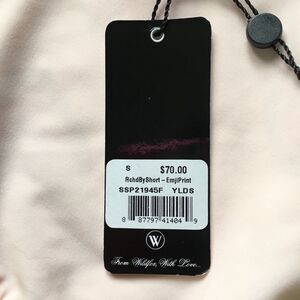 S $70.00
RchdByShort – EmjiPrint
SSP21945F YLDS
8 87797 41404 9
W
From Wildfox, With Love...